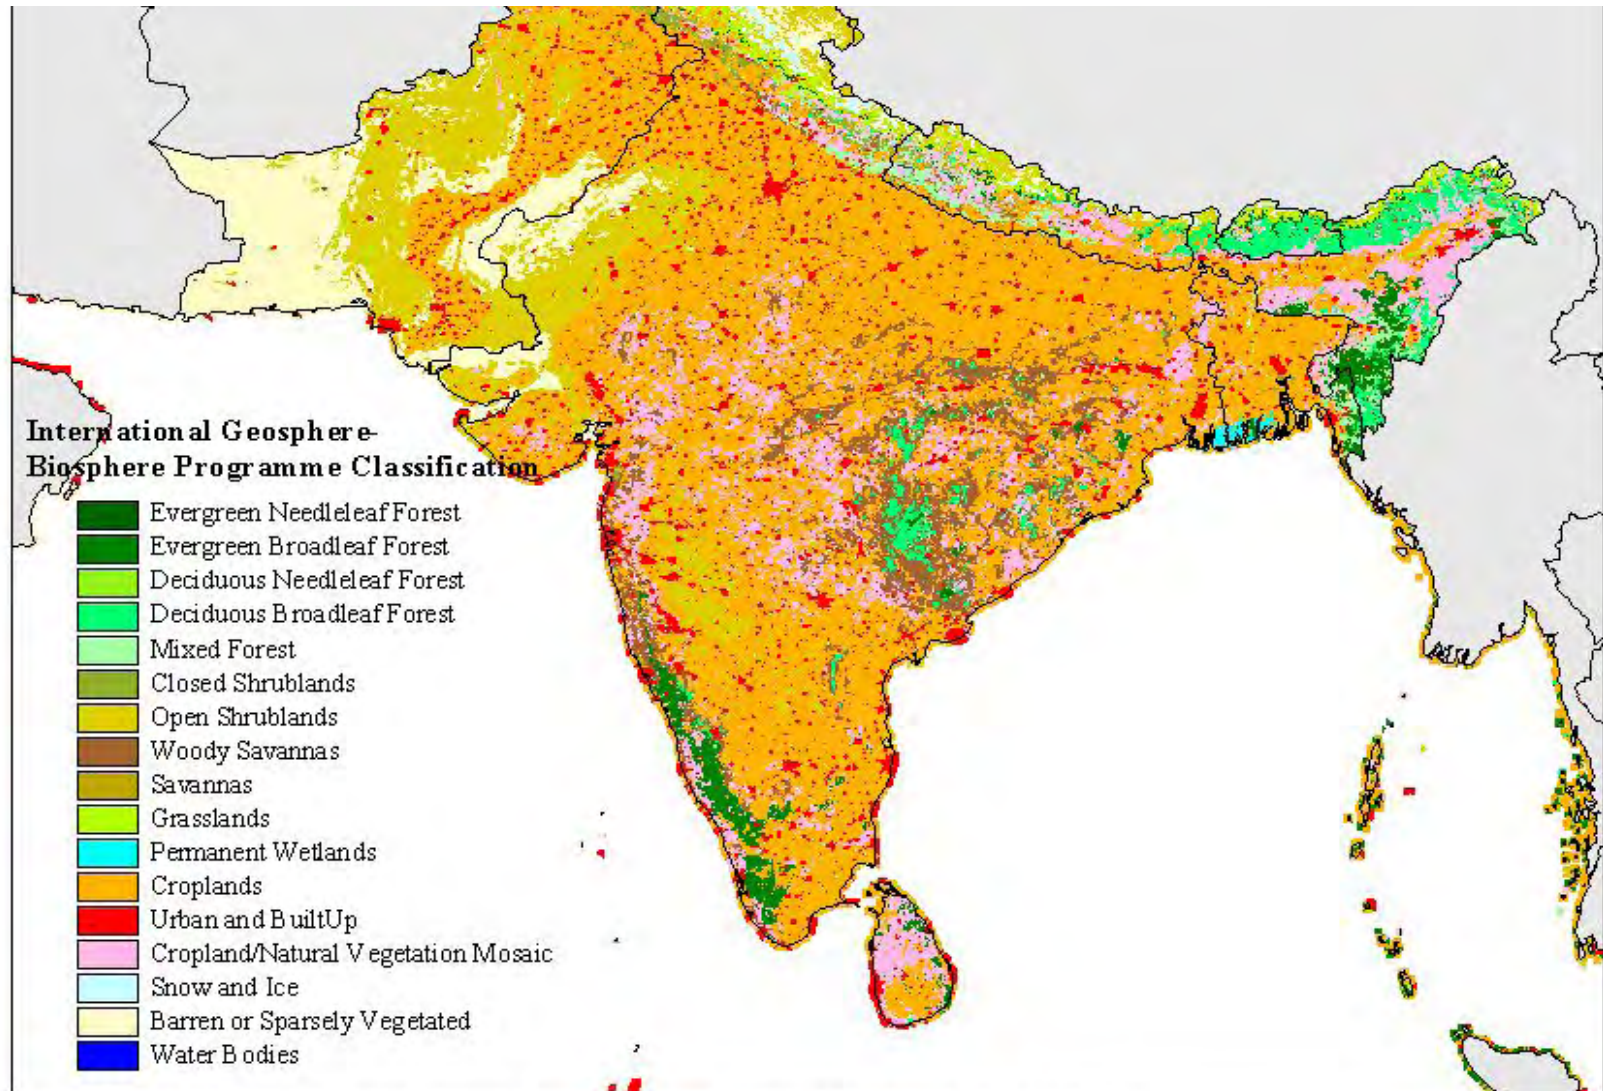 International Geosphere-
Biosphere Programme Classification
Evergreen Needleleaf Forest
Evergreen Broadleaf Forest
Deciduous Needleleaf Forest
Deciduous Broadleaf Forest
Mixed Forest
Closed Shrublands
Open Shrublands
Woody Savannas
Savannas
Grasslands
Permanent Wetlands
Croplands
Urban and BuiltUp
Cropland/Natural Vegetation Mosaic
Snow and Ice
Barren or Sparsely Vegetated
Water Bodies